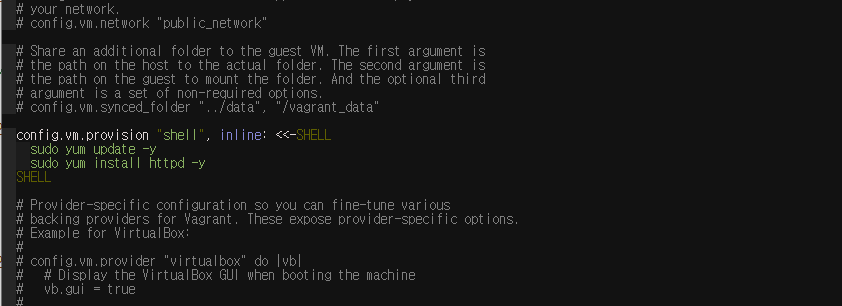 # your network.
# config.vm.network "public_network"
# Share an additional folder to the guest VM. The first argument is
# the path on the host to the actual folder. The second argument is
# the path on the guest to mount the folder. And the optional third
# argument is a set of non-required options.
# config.vm.synced_folder "../data", "/vagrant_data"
config.vm.provision "shell", inline: <<-SHELL
  sudo yum update -y
  sudo yum install httpd -y
SHELL
# Provider-specific configuration so you can fine-tune various
# backing providers for Vagrant. These expose provider-specific options.
# Example for VirtualBox:
#
# config.vm.provider "virtualbox" do |vb|
#   # Display the VirtualBox GUI when booting the machine
#   vb.gui = true
#